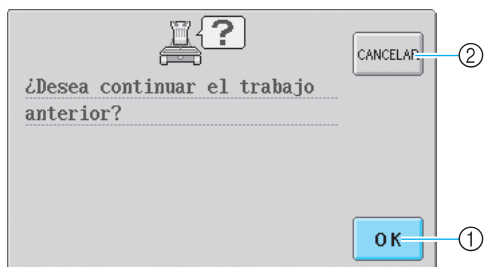 ?
CANCELAR
②
¿Desea continuar el trabajo
anterior?
OK
①